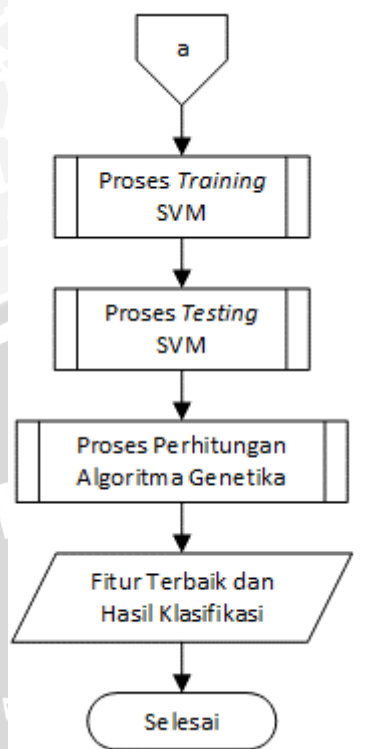 a
Proses Training
SVM
Proses Testing
SVM
Proses Perhitungan
Algoritma Genetika
Fitur Terbaik dan
Hasil Klasifikasi
Selesai